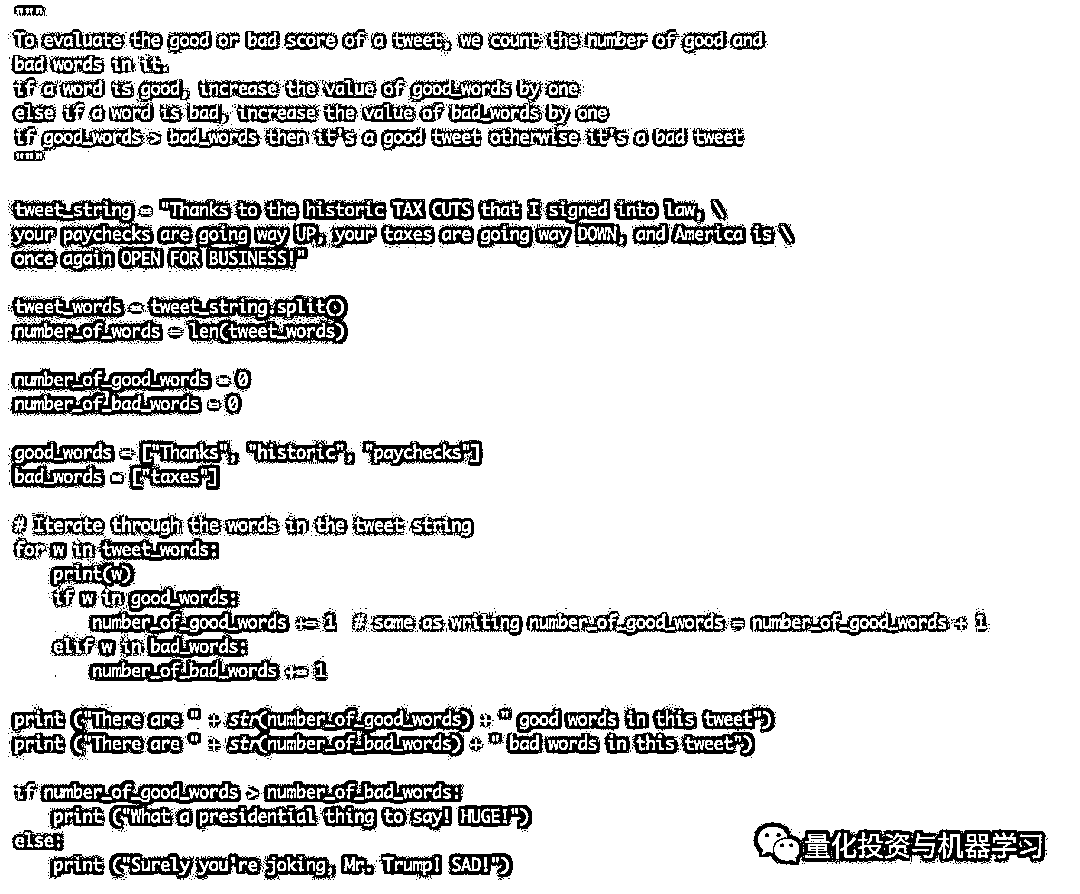 """
To evaluate the good or bad score of a tweet, we count the number of good and
bad words in it.
if a word is good, increase the value of good_words by one
else if a word is bad, increase the value of bad_words by one
if good_words > bad_words then it's a good tweet otherwise it's a bad tweet
"""
tweet_string = "Thanks to the historic TAX CUTS that I signed into law, \
your paychecks are going way UP, your taxes are going way DOWN, and America is \
once again OPEN FOR BUSINESS!"
tweet_words = tweet_string.split()
number_of_words = len(tweet_words)
number_of_good_words = 0
number_of_bad_words = 0
good_words = ["Thanks", "historic", "paychecks"]
bad_words = ["taxes"]
# Iterate through the words in the tweet string
for w in tweet_words:
    print(w)
    if w in good_words:
        number_of_good_words += 1  # same as writing number_of_good_words = number_of_good_words + 1
    elif w in bad_words:
        number_of_bad_words += 1
print ("There are " + str(number_of_good_words) + " good words in this tweet")
print ("There are " + str(number_of_bad_words) + " bad words in this tweet")
if number_of_good_words > number_of_bad_words:
    print ("What a presidential thing to say! HUGE!")
else:
    print ("Surely you're joking, Mr. Trump! SAD!")
量化投资与机器学习